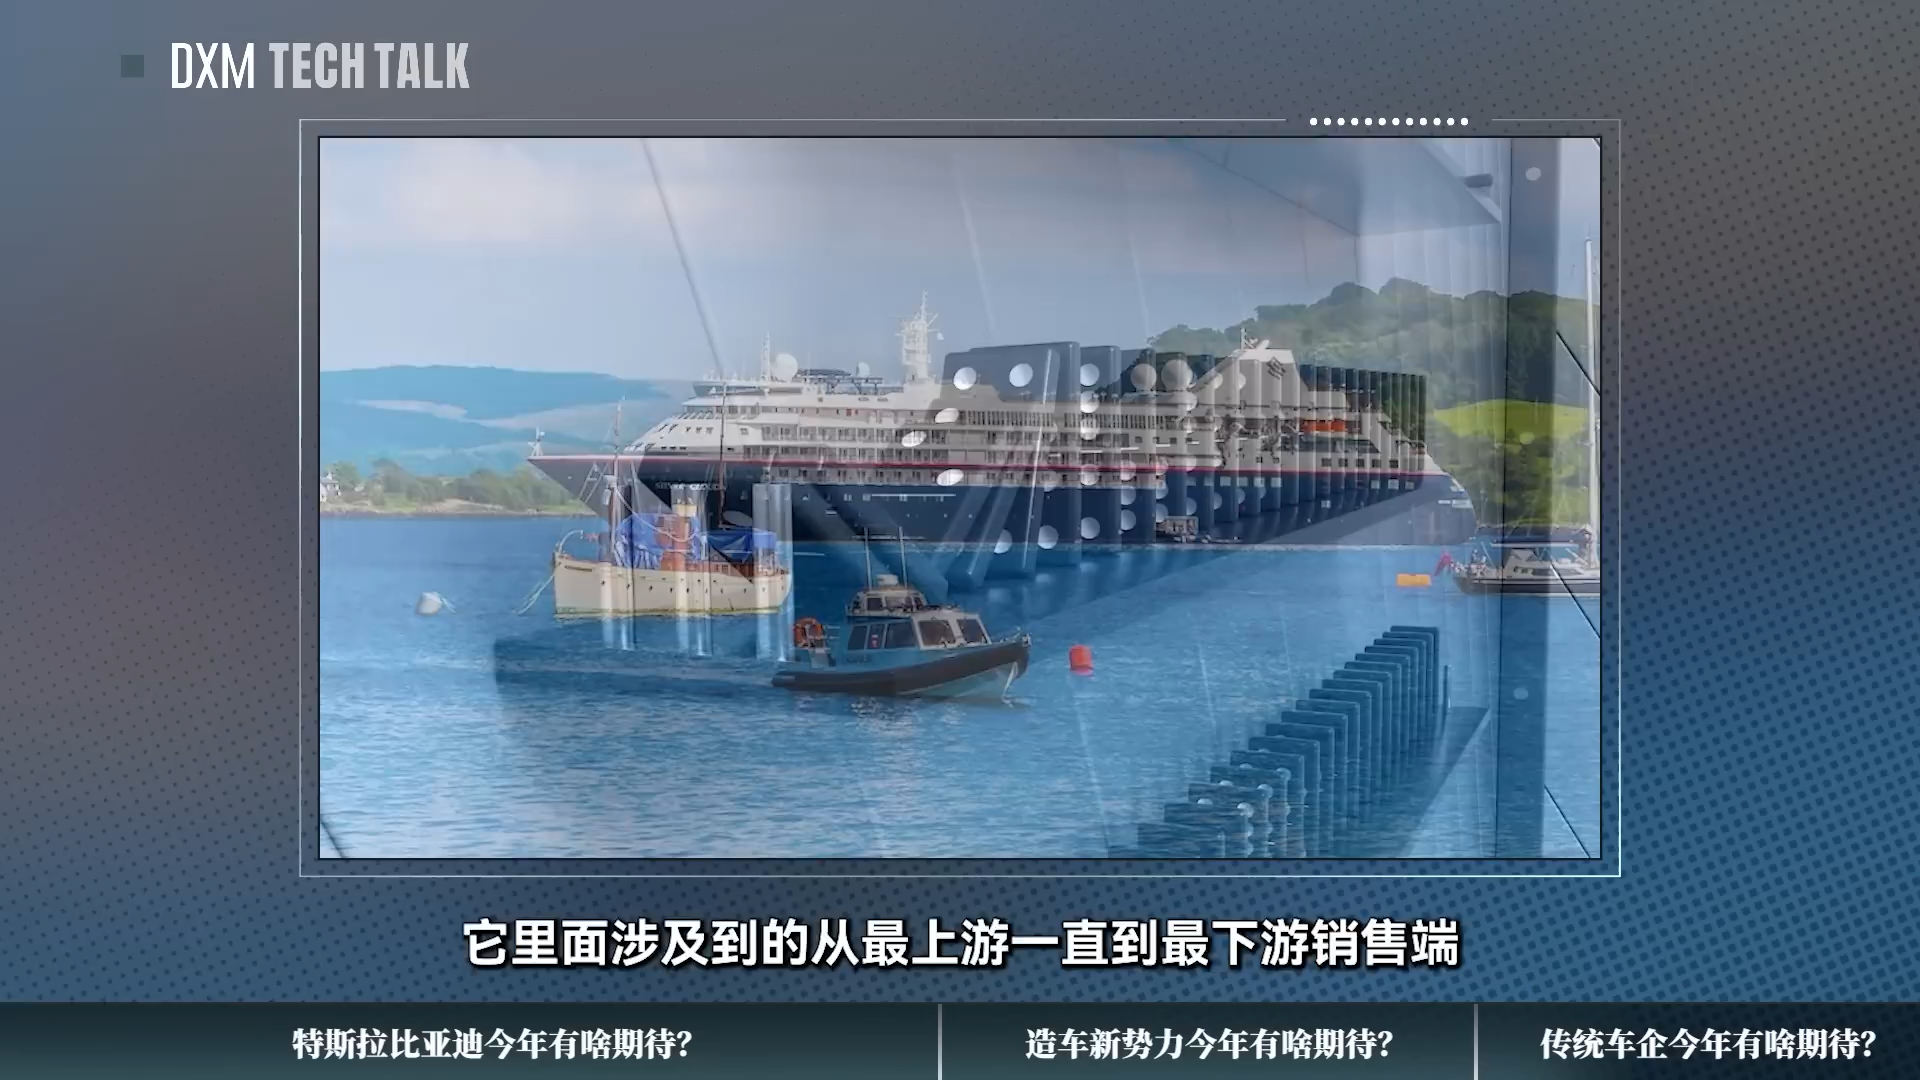 DXM TECH TALK
它里面涉及到的从最上游一直到最下游销售端
特斯拉比亚迪今年有啥期待?
造车新势力今年有啥期待?
传统车企今年有啥期待?